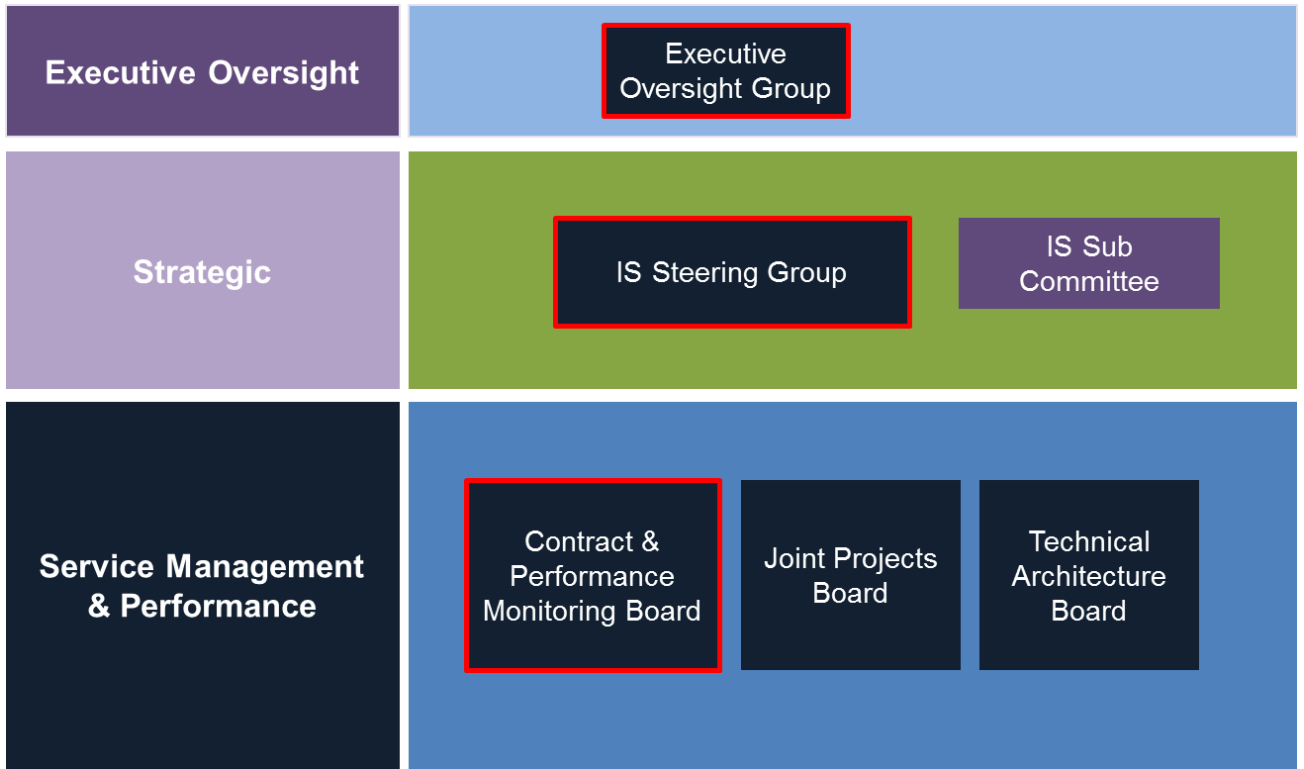 Executive Oversight
Executive
Oversight Group
Strategic
IS Steering Group
IS Sub
Committee
Service Management
& Performance
Contract &
Performance
Monitoring Board
Joint Projects
Board
Technical
Architecture
Board